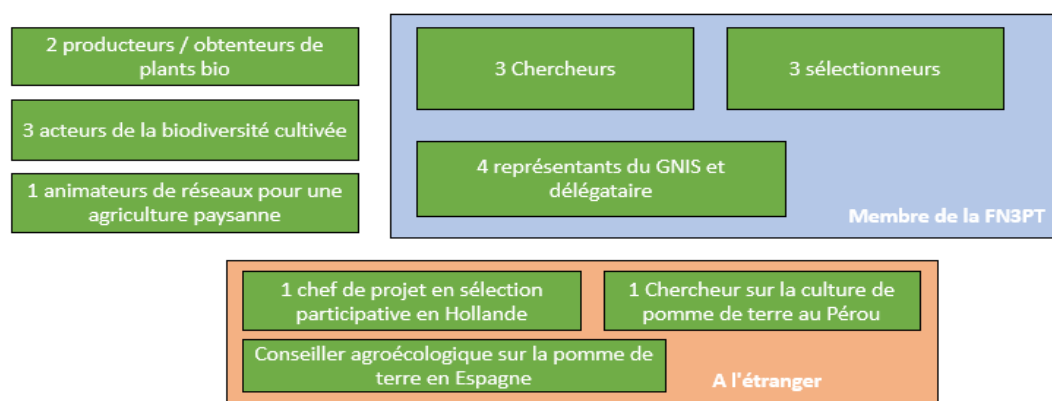 2 producteurs / obtenteurs de
plants bio
3 acteurs de la biodiversité cultivée
1 animateurs de réseaux pour une
agriculture paysanne
3 Chercheurs
3 sélectionneurs
4 représentants du GNIS et
délégataire
Membre de la FN3PT
1 chef de projet en sélection
participative en Hollande
1 Chercheur sur la culture de
pomme de terre au Pérou
Conseiller agroécologique sur la pomme de
terre en Espagne
A l'étranger